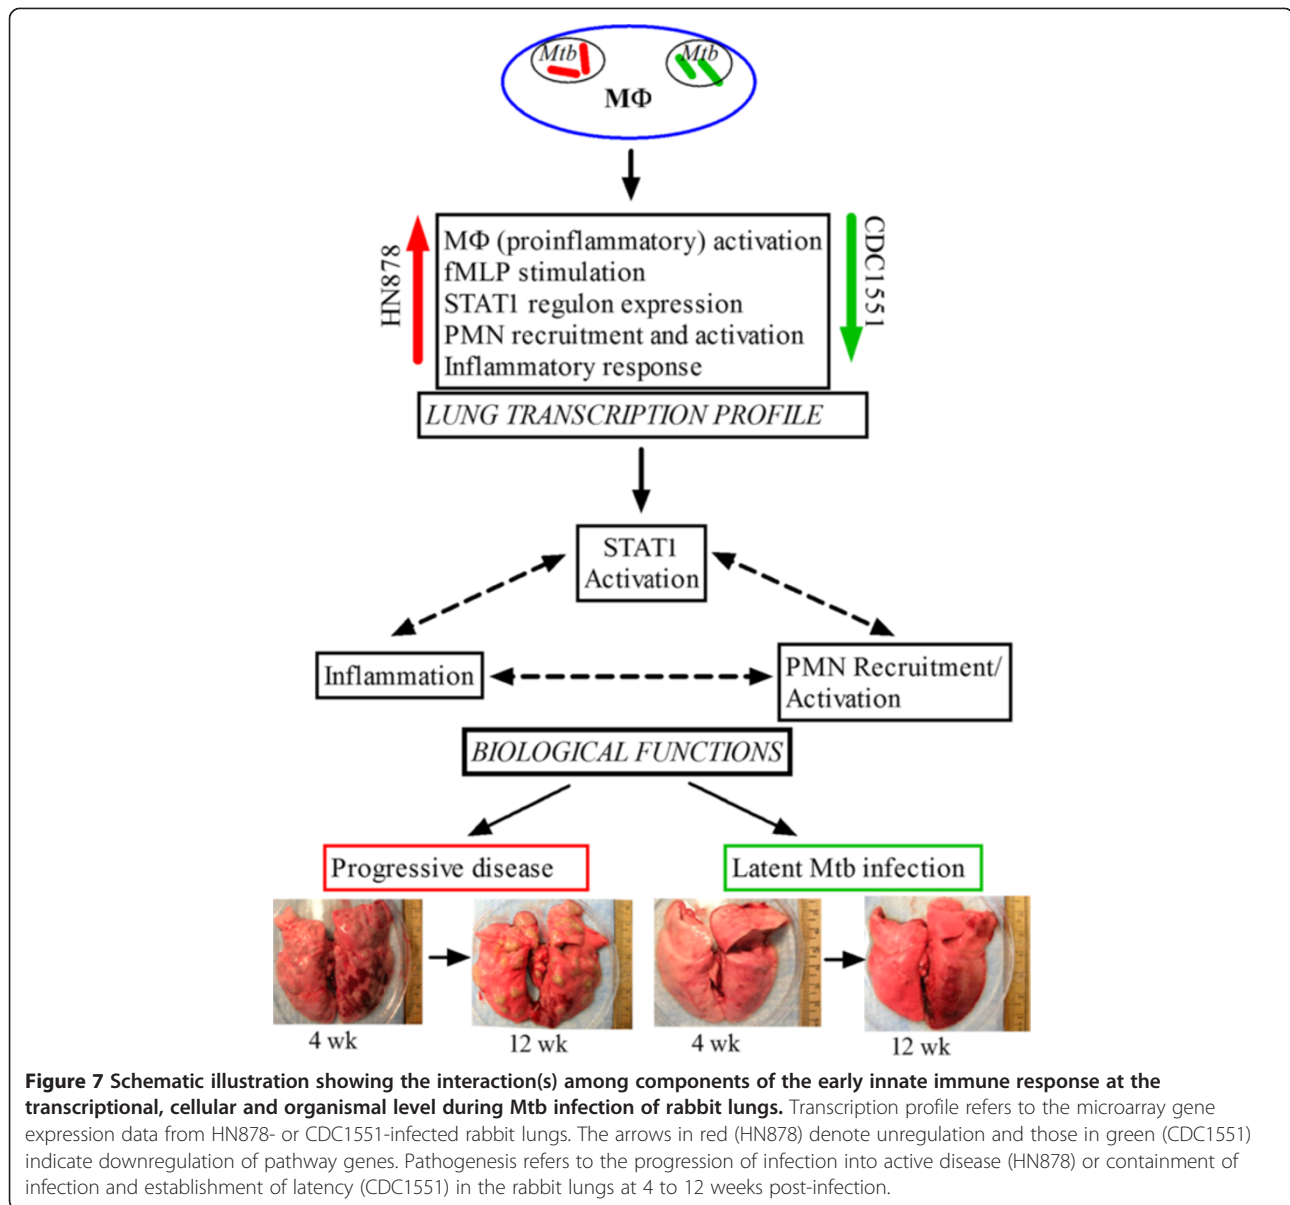 Mtb
Mtb
MΦ
HN878
CDC1551
MΦ (proinflammatory) activation
fMLP stimulation
STAT1 regulon expression
PMN recruitment and activation
Inflammatory response
LUNG TRANSCRIPTION PROFILE
STAT1
Activation
Inflammation
PMN Recruitment/
Activation
BIOLOGICAL FUNCTIONS
Progressive disease
Latent Mtb infection
4 wk
12 wk
4 wk
12 wk
Figure 7 Schematic illustration showing the interaction(s) among components of the early innate immune response at the
transcriptional, cellular and organismal level during Mtb infection of rabbit lungs. Transcription profile refers to the microarray gene
expression data from HN878- or CDC1551-infected rabbit lungs. The arrows in red (HN878) denote unregulation and those in green (CDC1551)
indicate downregulation of pathway genes. Pathogenesis refers to the progression of infection into active disease (HN878) or containment of
infection and establishment of latency (CDC1551) in the rabbit lungs at 4 to 12 weeks post-infection.